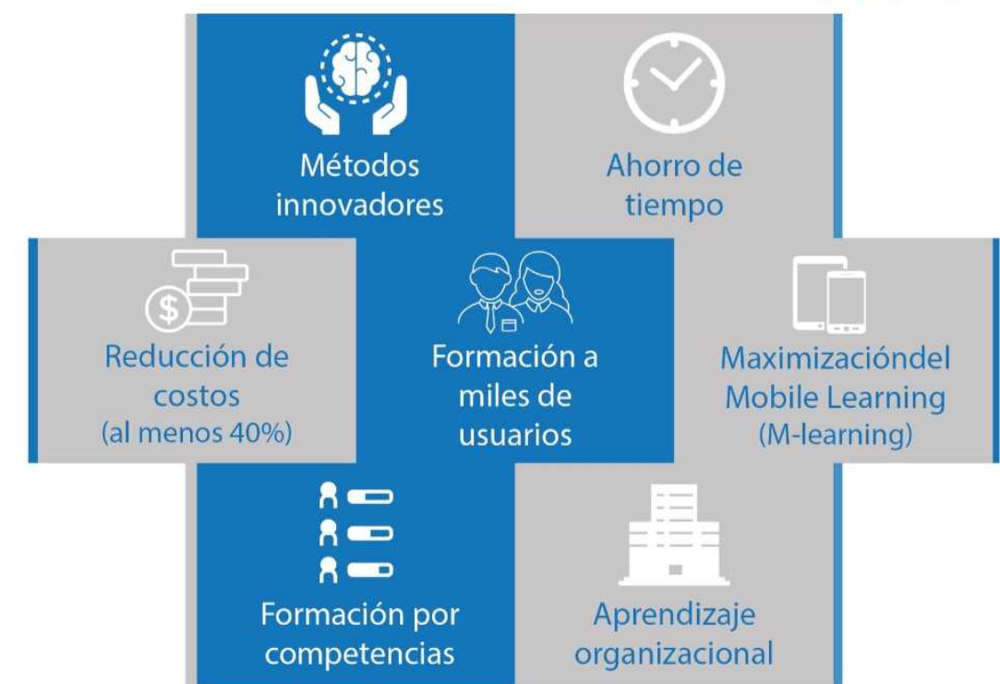 Métodos
innovadores
Ahorro de
tiempo
$
Reducción de
costos
(al menos 40%)
Formación a
miles de
usuarios
Maximizacióndel
Mobile Learning
(M-learning)
Formación por
competencias
Aprendizaje
organizacional